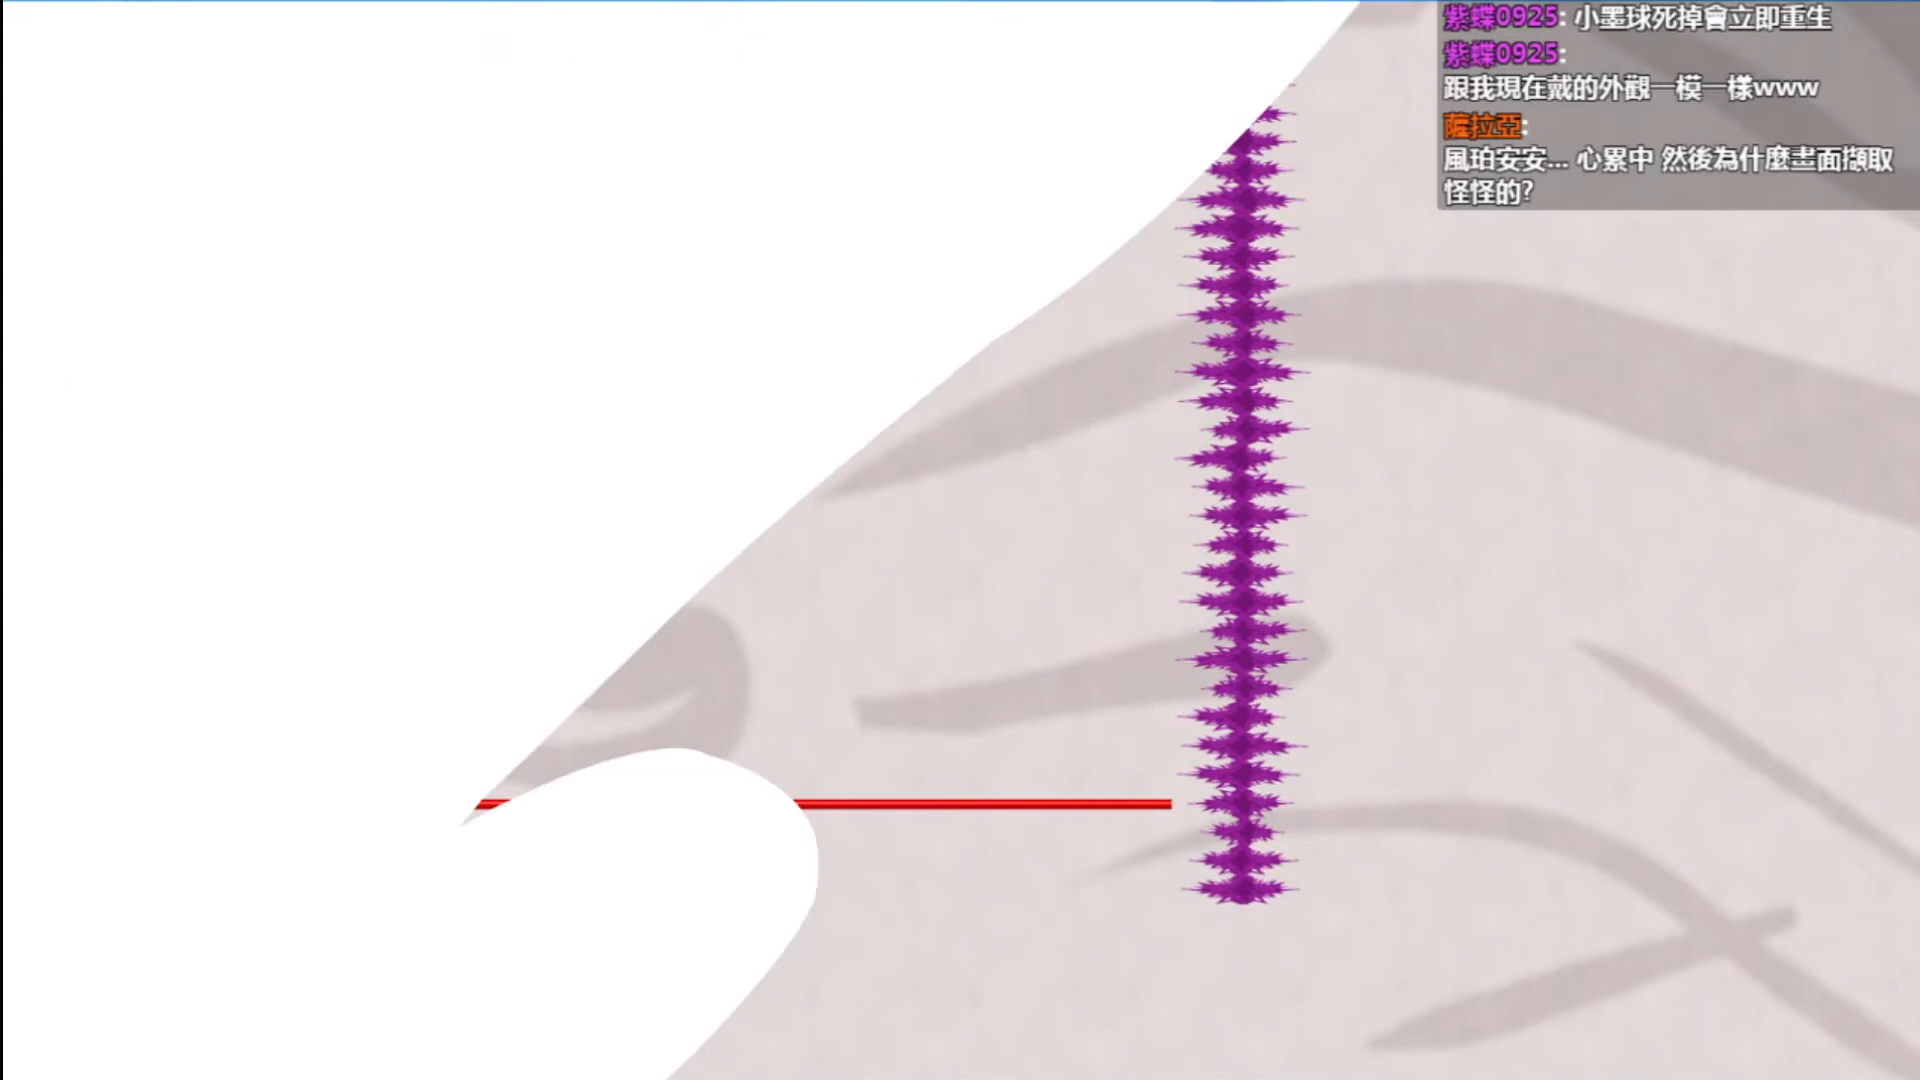 紫蝶0925: 小墨球死掉會立即重生
紫蝶0925:
跟我現在戴的外觀一模一樣www
薩拉亞:
風珀安安... 心累中 然後為什麼畫面擷取
怪怪的?